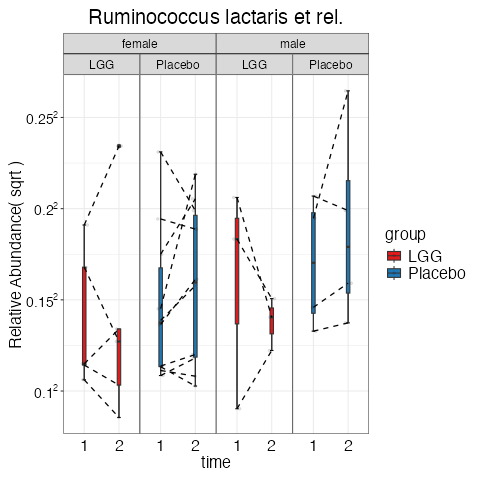 Ruminococcus lactaris et rel.
female
male
LGG
Placebo
LGG
Placebo
Relative Abundance( sqrt )
0.25²
0.2²
0.15²
0.1²
1
2
1
2
1
2
1
2
time
group
LGG
Placebo